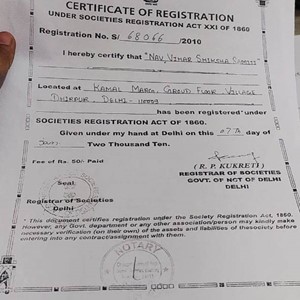 CERTIFICATE OF REGISTRATION
UNDER SOCIETIES REGISTRATION ACT XXI OF 1860
Registration No. S/ 68066 /2010
I hereby certify that "NAV, VIHAR SHIKSHA
Located at KAMAL MARG, GROUD FLOOR VILLAGE
DELHI-
has been registered under
SOCIETIES REGISTRATION ACT OF 1860.
Given under my hand at Delhi on this 07TH day of
Two Thousand Ten.
Fee of Rs. 50/- Paid
(R. P. KUKRETI)
REGISTRAR OF SOCIETIES
GOVT. OF NCT OF DELHI
DELHI
Seal
Registrar of Societies
Delhi
* This document certifies registration under the Society Registration Act, 1860.
However, any Govt. department or any other association/person may kindly make
necessary verification (on their own) of the assets and liabilities of thesociety before
entering into any contract/assignment with them.
NOTARY